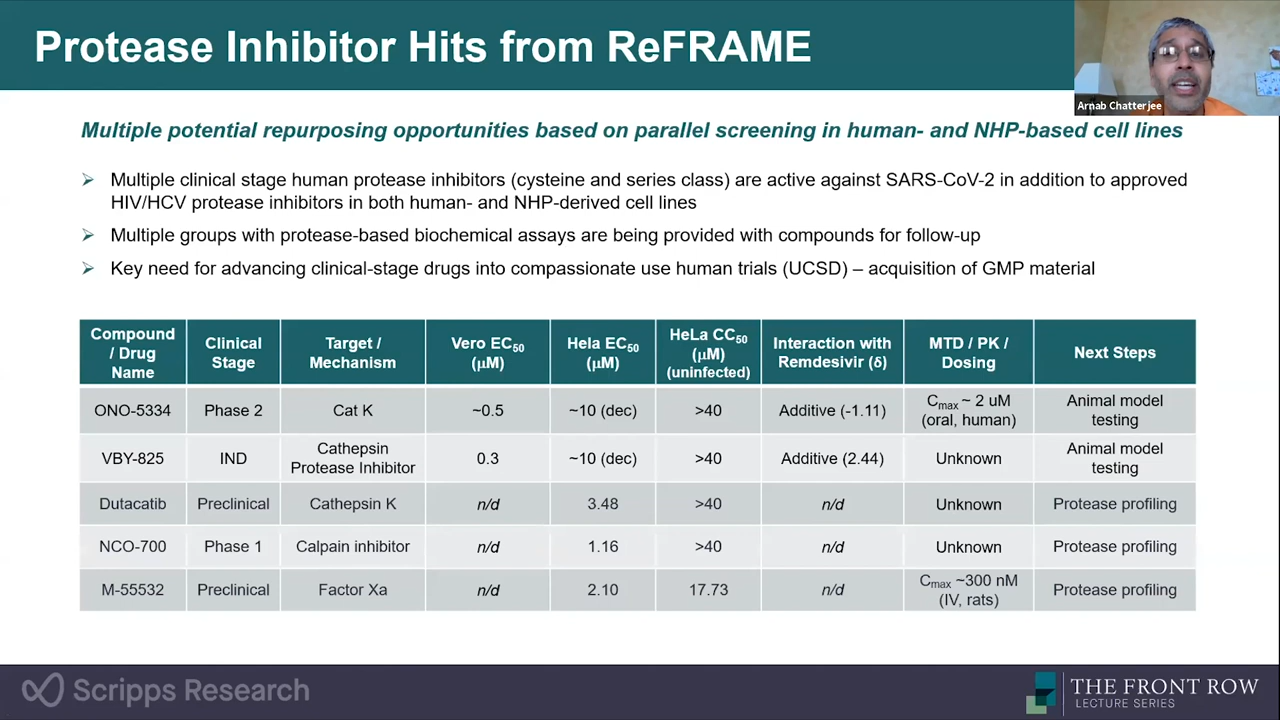 Protease Inhibitor Hits from ReFRAME
Arnab Chatterjee
Multiple potential repurposing opportunities based on parallel screening in human- and NHP-based cell lines
Multiple clinical stage human protease inhibitors (cysteine and series class) are active against SARS-CoV-2 in addition to approved
HIV/HCV protease inhibitors in both human- and NHP-derived cell lines
Multiple groups with protease-based biochemical assays are being provided with compounds for follow-up
Key need for advancing clinical-stage drugs into compassionate use human trials (UCSD) – acquisition of GMP material
Compound / Drug Name | Clinical Stage | Target / Mechanism | Vero EC50 (μM) | Hela EC50 (μM) | HeLa CC50 (μM) (uninfected) | Interaction with Remdesivir (δ) | MTD / PK / Dosing | Next Steps
ONO-5334 | Phase 2 | Cat K | ~0.5 | ~10 (dec) | >40 | Additive (-1.11) | Cmax ~ 2 uM (oral, human) | Animal model testing
VBY-825 | IND | Cathepsin Protease Inhibitor | 0.3 | ~10 (dec) | >40 | Additive (2.44) | Unknown | Animal model testing
Dutacatib | Preclinical | Cathepsin K | n/d | 3.48 | >40 | n/d | Unknown | Protease profiling
NCO-700 | Phase 1 | Calpain inhibitor | n/d | 1.16 | >40 | n/d | Unknown | Protease profiling
M-55532 | Preclinical | Factor Xa | n/d | 2.10 | 17.73 | n/d | Cmax ~300 nM (IV, rats) | Protease profiling
Scripps Research
THE FRONT ROW
LECTURE SERIES